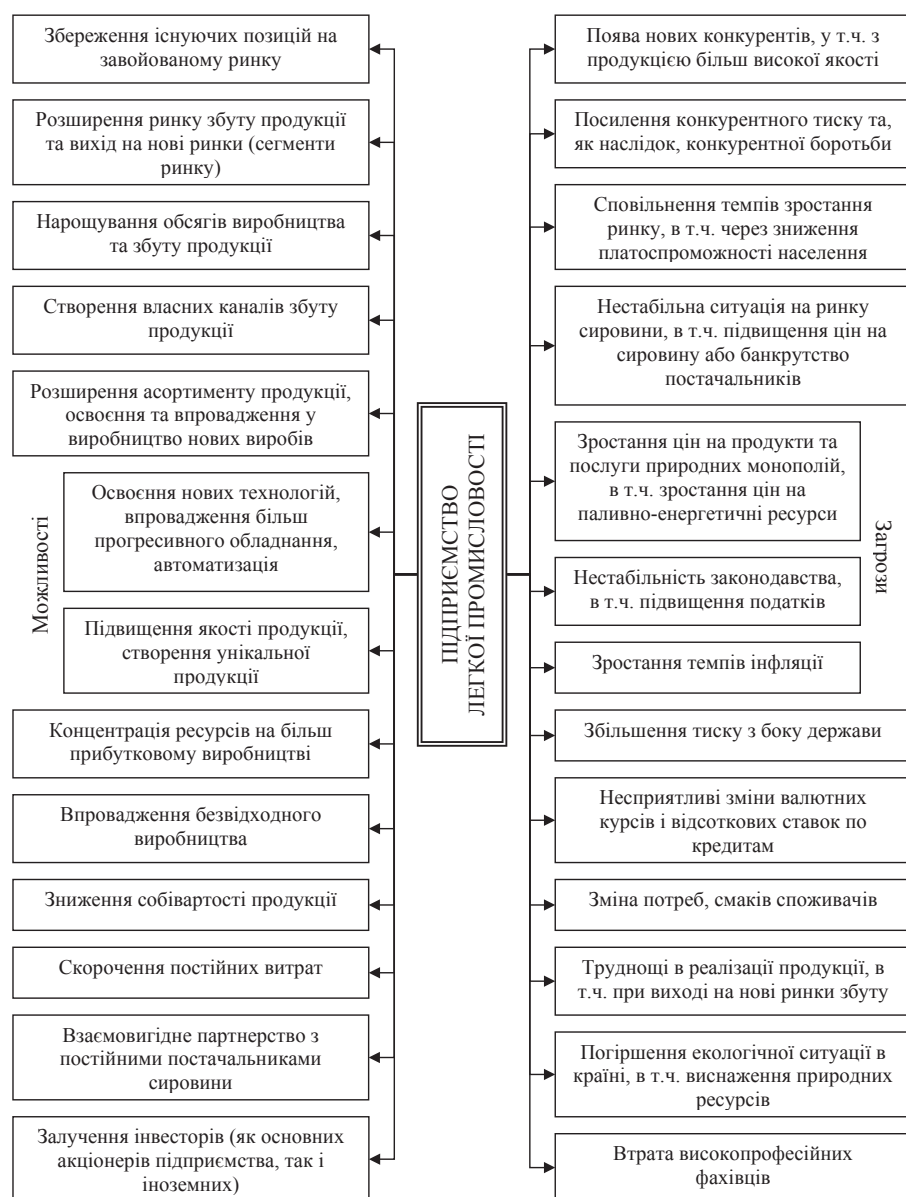 Збереження існуючих позицій на
завойованому ринку
Розширення ринку збуту продукції
та вихід на нові ринки (сегменти
ринку)
Нарощування обсягів виробництва
та збуту продукції
Створення власних каналів збуту
продукції
Розширення асортименту продукції,
освоєння та впровадження у
виробництво нових виробів
Можливості
Освоєння нових технологій,
впровадження більш
прогресивного обладнання,
автоматизація
Підвищення якості продукції,
створення унікальної
продукції
Концентрація ресурсів на більш
прибутковому виробництві
Впровадження безвідходного
виробництва
Зниження собівартості продукції
Скорочення постійних витрат
Взаємовигідне партнерство з
постійними постачальниками
сировини
Залучення інвесторів (як основних
акціонерів підприємства, так і
іноземних)
ПІДПРИЄМСТВО
ЛЕГКОЇ ПРОМИСЛОВОСТІ
Поява нових конкурентів, у т.ч. з
продукцією більш високої якості
Посилення конкурентного тиску та,
як наслідок, конкурентної боротьби
Сповільнення темпів зростання
ринку, в т.ч. через зниження
платоспроможності населення
Нестабільна ситуація на ринку
сировини, в т.ч. підвищення цін на
сировину або банкрутство
постачальників
Зростання цін на продукти та
послуги природних монополій,
в т.ч. зростання цін на
паливно-енергетичні ресурси
Загрози
Нестабільність законодавства,
в т.ч. підвищення податків
Зростання темпів інфляції
Збільшення тиску з боку держави
Несприятливі зміни валютних
курсів і відсоткових ставок по
кредитам
Зміна потреб, смаків споживачів
Труднощі в реалізації продукції, в
т.ч. при виході на нові ринки збуту
Погіршення екологічної ситуації в
країні, в т.ч. виснаження природних
ресурсів
Втрата високопрофесійних
фахівців